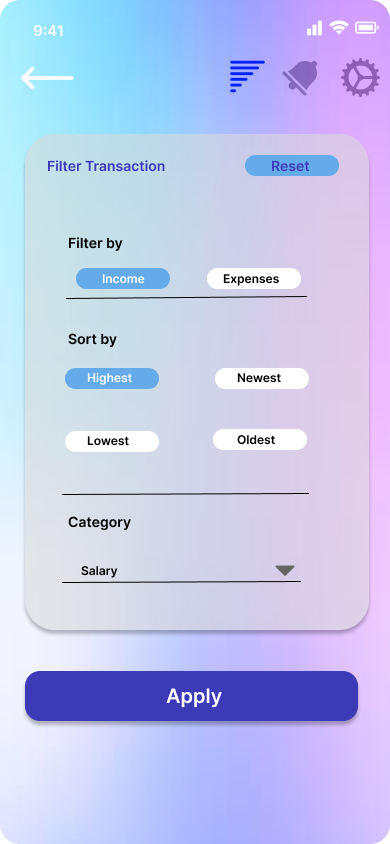 9:41
Filter Transaction Reset
Filter by
Income Expenses
Sort by
Highest Newest
Lowest Oldest
Category
Salary
Apply